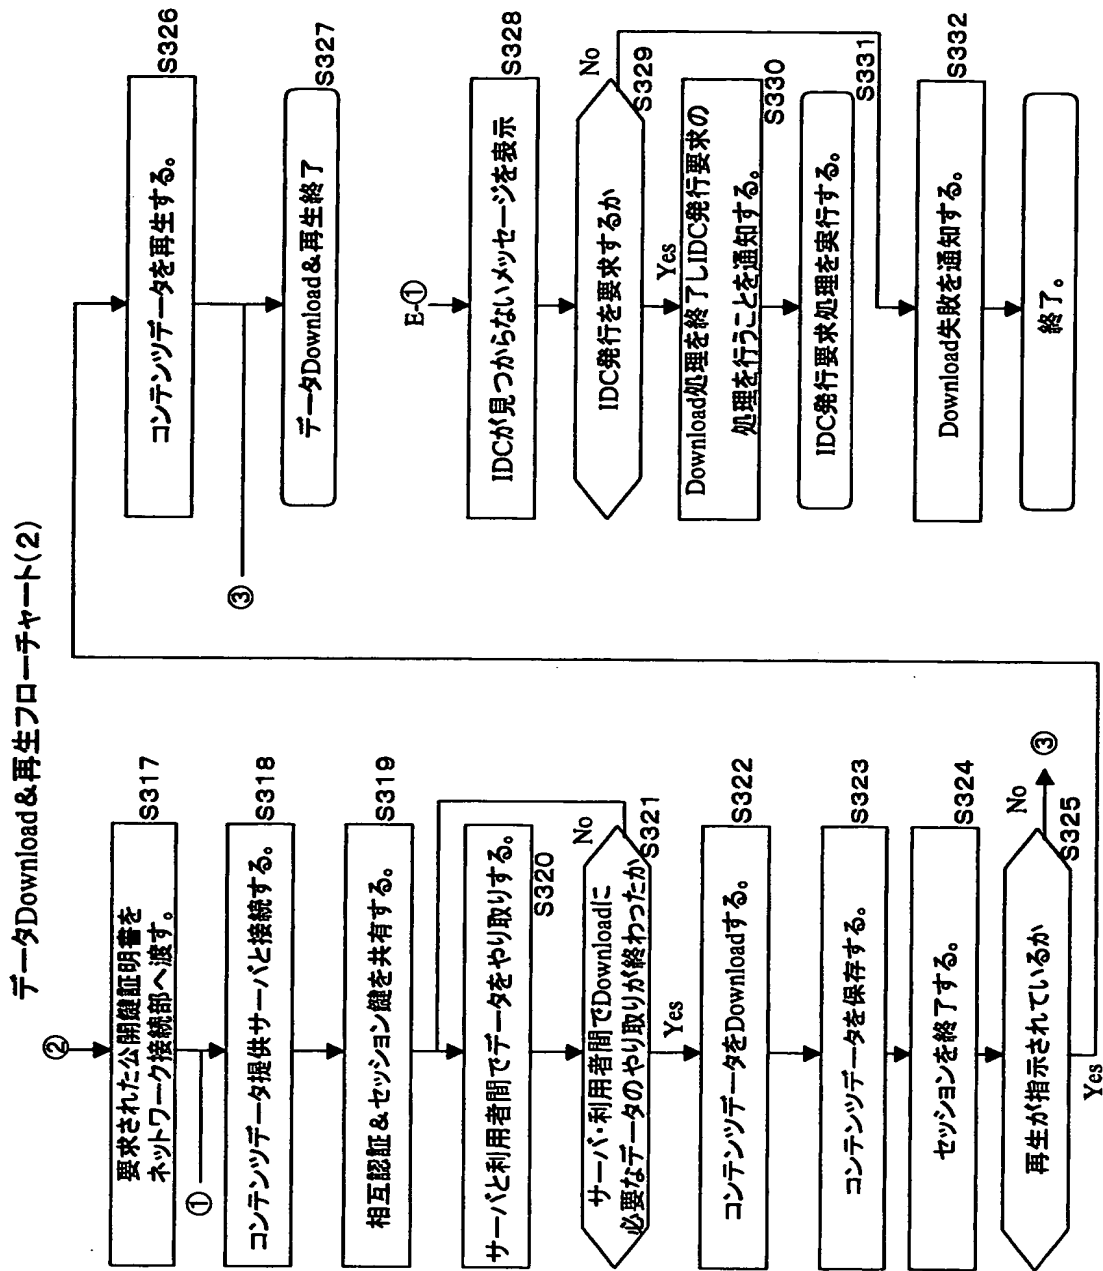 データDownload&再生フローチャート(2)
②
要求された公開鍵証明書を
ネットワーク接続部へ渡す。
S317
①
コンテンツデータ提供サーバと接続する。
S318
相互認証&セッション鍵を共有する。
S319
サーバと利用者間でデータをやり取りする。
S320
サーバ・利用者間でDownloadに
必要なデータのやり取りが終わったか
No
S321
Yes
コンテンツデータをDownloadする。
S322
コンテンツデータを保存する。
S323
セッションを終了する。
S324
再生が指示されているか
No
③
S325
Yes
コンテンツデータを再生する。
S326
③
データDownload&再生終了
S327
E-①
IDCが見つからないメッセージを表示
S328
IDC発行を要求するか
No
S329
Yes
Download処理を終了しIDC発行要求の
処理を行うことを通知する。
S330
IDC発行要求処理を実行する。
S331
Download失敗を通知する。
S332
終了。